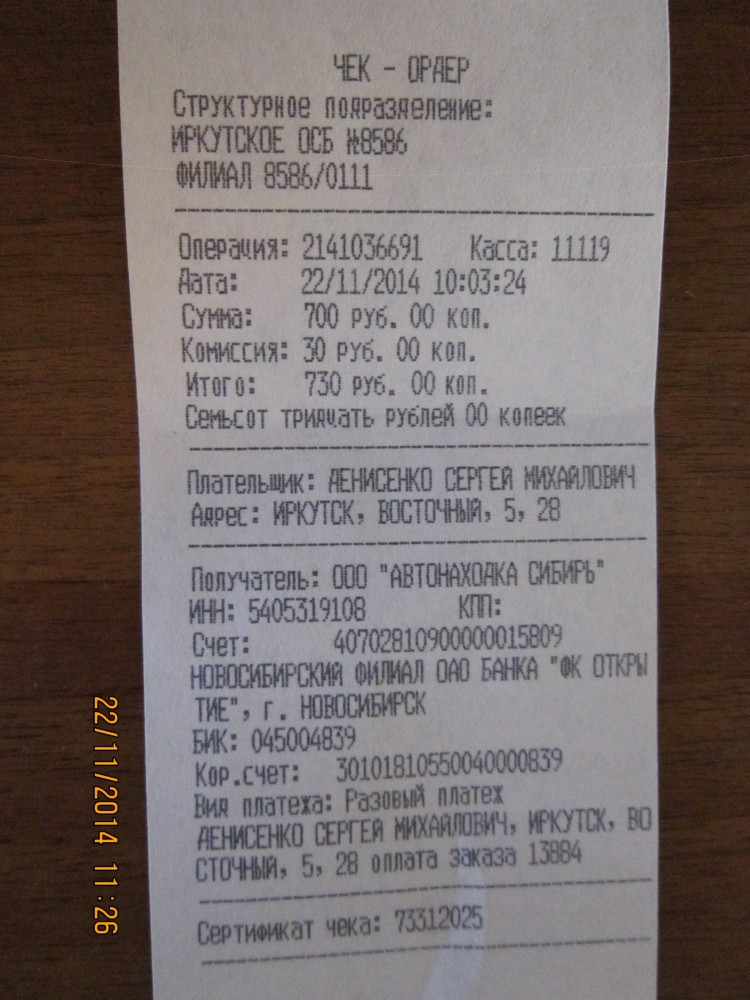 ЧЕК - ОРДЕР
Структурное подразделение:
ИРКУТСКОЕ ОСБ №8586
ФИЛИАЛ 8586/0111
Операция: 2141036691 Касса: 11119
Дата: 22/11/2014 10:03:24
Сумма: 700 руб. 00 коп.
Комиссия: 30 руб. 00 коп.
Итого: 730 руб. 00 коп.
Семьсот тридцать рублей 00 копеек
Плательщик: ДЕНИСЕНКО СЕРГЕЙ МИХАЙЛОВИЧ
Адрес: ИРКУТСК, ВОСТОЧНЫЙ, 5, 28
Получатель: ООО "АВТОНАХОДКА СИБИРЬ"
ИНН: 5405319108 КПП:
Счет: 40702810900000015809
НОВОСИБИРСКИЙ ФИЛИАЛ ОАО БАНКА "ФК ОТКРЫ
ТИЕ", г. НОВОСИБИРСК
БИК: 045004839
Кор.счет: 30101810550040000839
Вид платежа: Разовый платеж
ДЕНИСЕНКО СЕРГЕЙ МИХАЙЛОВИЧ, ИРКУТСК, ВО
СТОЧНЫЙ, 5, 28 оплата заказа 13884
Сертификат чека: 73312025
22/11/2014 11:26